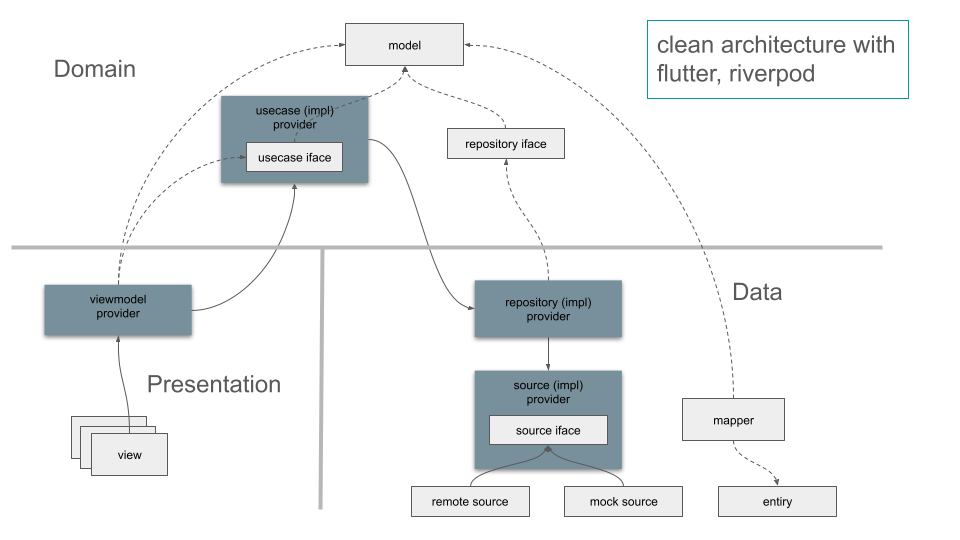 model
clean architecture with
flutter, riverpod
Domain
usecase (impl)
provider
usecase iface
repository iface
viewmodel
provider
repository (impl)
provider
Data
Presentation
source (impl)
provider
source iface
mapper
view
remote source
mock source
entiry